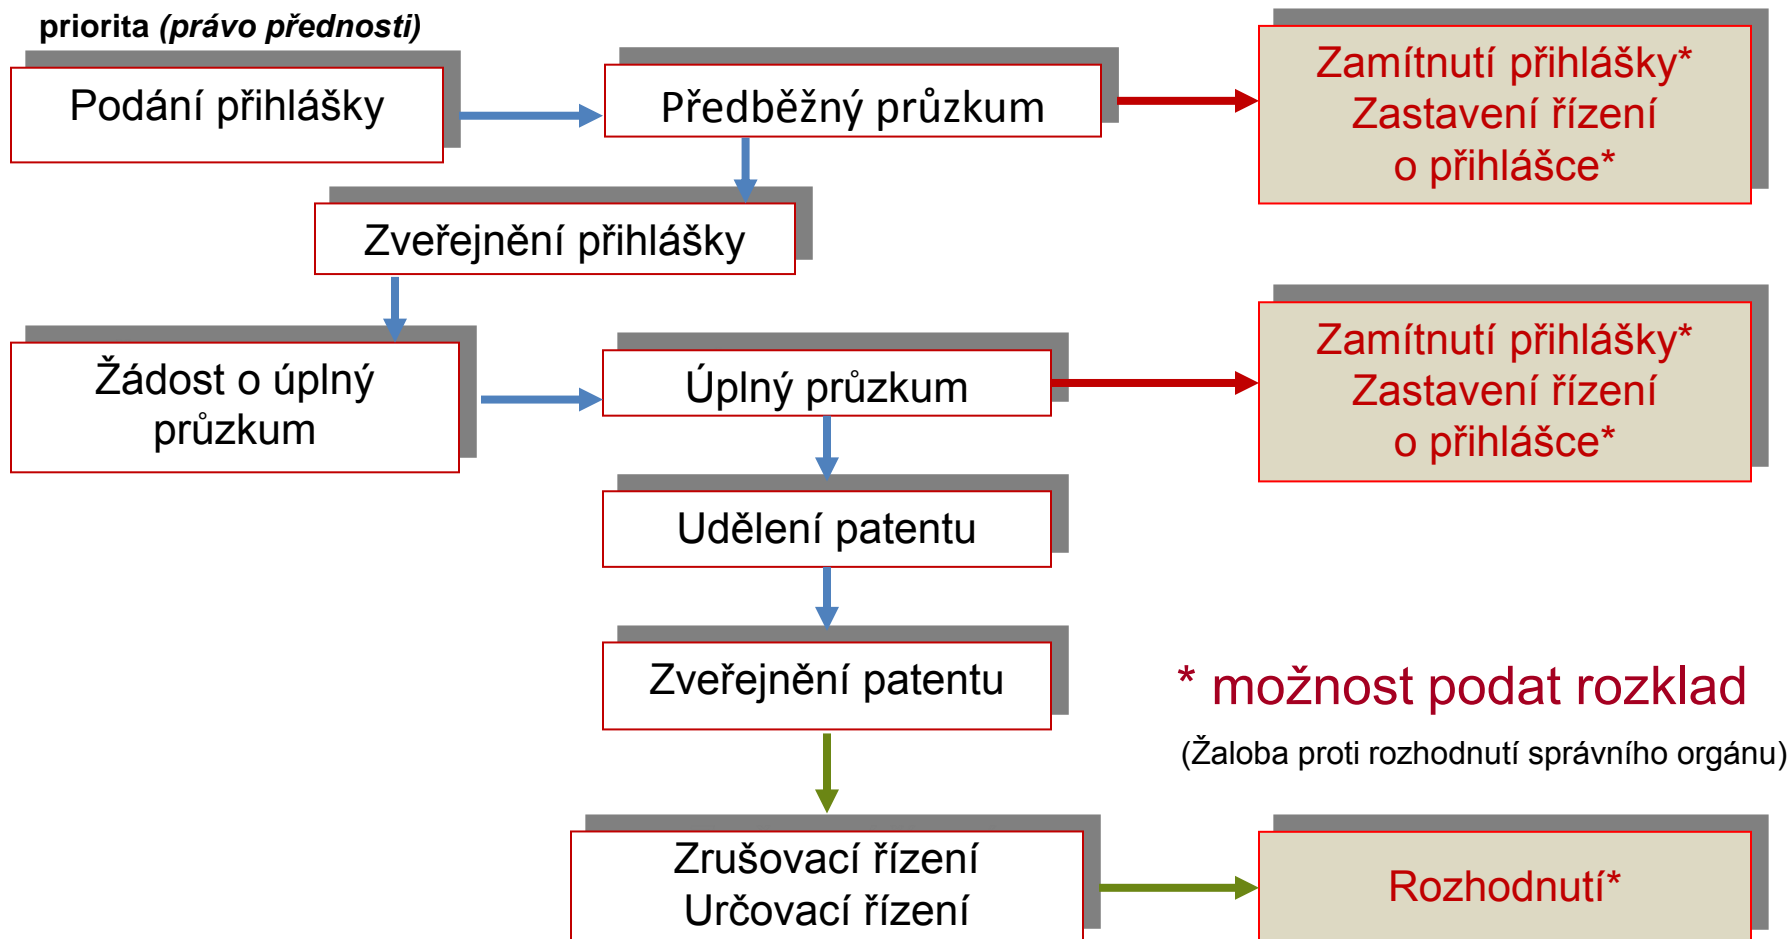 priorita (právo přednosti)
Podání přihlášky
Předběžný průzkum
Zamítnutí přihlášky*
Zastavení řízení
o přihlášce*
Zveřejnění přihlášky
Žádost o úplný
průzkum
Úplný průzkum
Zamítnutí přihlášky*
Zastavení řízení
o přihlášce*
Udělení patentu
Zveřejnění patentu
* možnost podat rozklad
(Žaloba proti rozhodnutí správního orgánu)
Zrušovací řízení
Určovací řízení
Rozhodnutí*